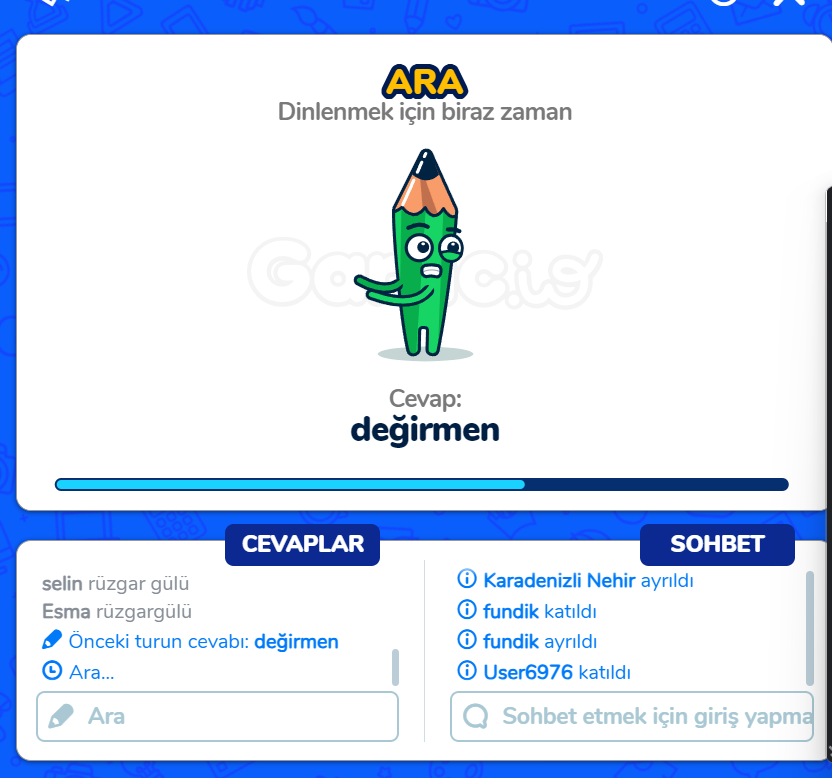 ARA
Dinlenmek için biraz zaman
Gartic.io
Cevap:
değirmen
CEVAPLAR
selin rüzgar gülü
Esma rüzgargülü
Önceki turun cevabı: değirmen
Ara...
Ara
SOHBET
Karadenizli Nehir ayrıldı
fundik katıldı
fundik ayrıldı
User6976 katıldı
Sohbet etmek için giriş yapma